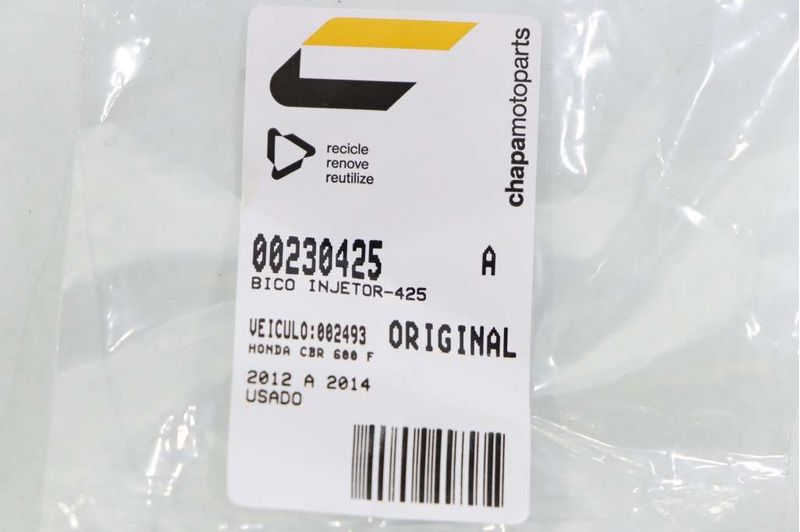 chapamotoparts
recicle
renove
reutilize
00230425 A
BICO INJETOR-425
VEICULO:002493 ORIGINAL
HONDA CBR 600 F
2012 A 2014
USADO